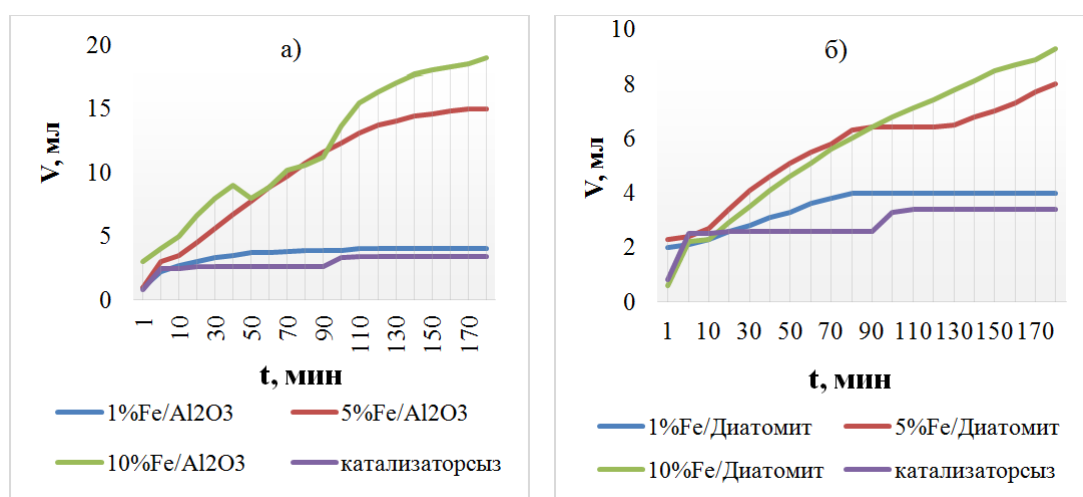 а)
V, мл
20
15
10
5
0
1 10 30 50 70 90 110 130 150 170
t, мин
1%Fe/Al2O3 5%Fe/Al2O3
10%Fe/Al2O3 катализаторсыз
б)
V, мл
10
8
6
4
2
0
1 10 30 50 70 90 110 130 150 170
t, мин
1%Fe/Диатомит 5%Fe/Диатомит
10%Fe/Диатомит катализаторсыз